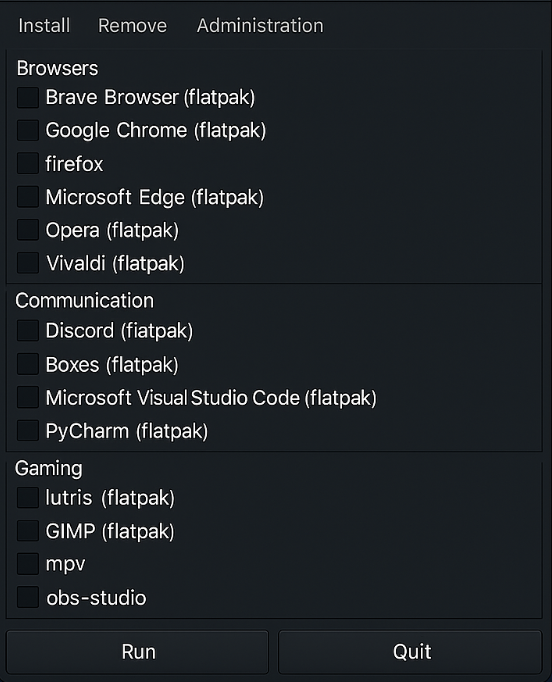 Install Remove Administration
Browsers
Brave Browser (flatpak)
Google Chrome (flatpak)
firefox
Microsoft Edge (flatpak)
Opera (flatpak)
Vivaldi (flatpak)
Communication
Discord (fiatpak)
Boxes (flatpak)
Microsoft Visual Studio Code (flatpak)
PyCharm (flatpak)
Gaming
lutris (flatpak)
GIMP (flatpak)
mpv
obs-studio
Run Quit